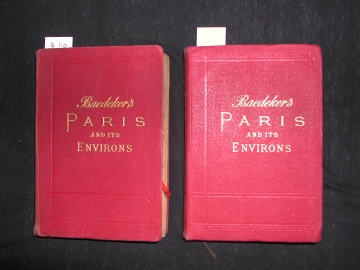 Baedeker's
PARIS
AND ITS
ENVIRONS
Baedeker's
PARIS
AND ITS
ENVIRONS